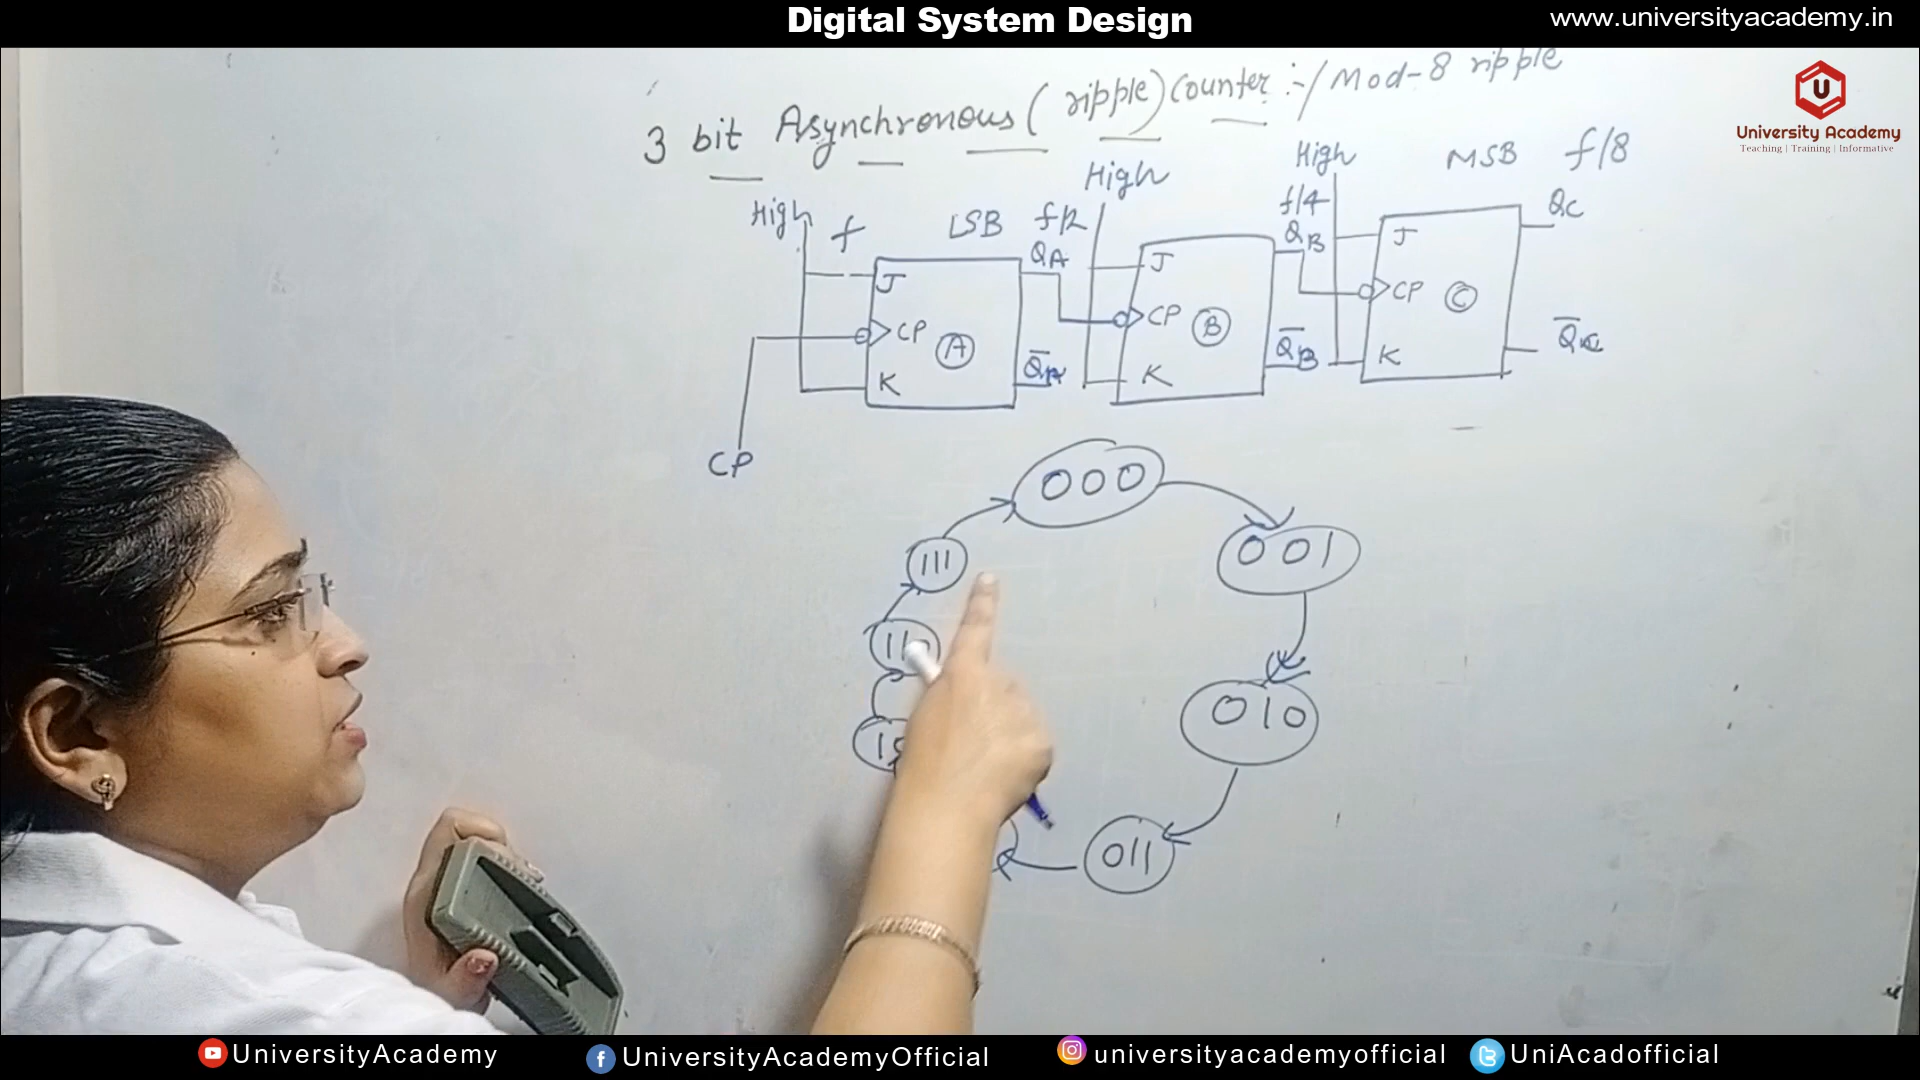 Digital System Design
www.universityacademy.in
3 bit Asynchronous (ripple) Counter :-/ Mod-8 ripple
U
University Academy
Teaching | Training | Informative
High f LSB f/2 High f/4 High MSB f/8
J CP K A QA Q̅A
J CP K B QB Q̅B
J CP K C QC Q̅C
CP
000
001
010
011
110
111
UniversityAcademy
UniversityAcademyOfficial
universityacademyofficial
UniAcadofficial